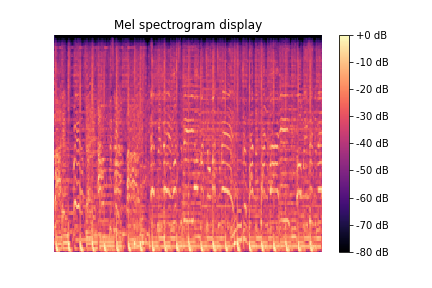 Mel spectrogram display
+0 dB
-10 dB
-20 dB
-30 dB
-40 dB
-50 dB
-60 dB
-70 dB
-80 dB